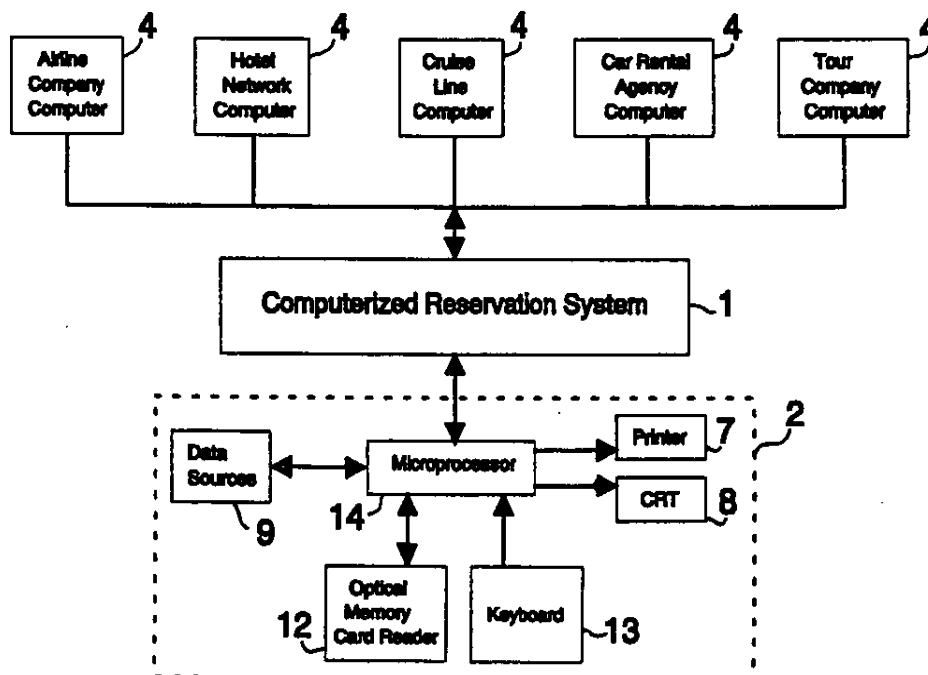 4 4 4 4 4
Airline
Company
Computer
Hotel
Network
Computer
Cruise
Line
Computer
Car Rental
Agency
Computer
Tour
Company
Computer
Computerized Reservation System
1
2
Data
Sources
9
Microprocessor
14
Printer
7
CRT
8
Optical
Memory
Card Reader
12
Keyboard
13